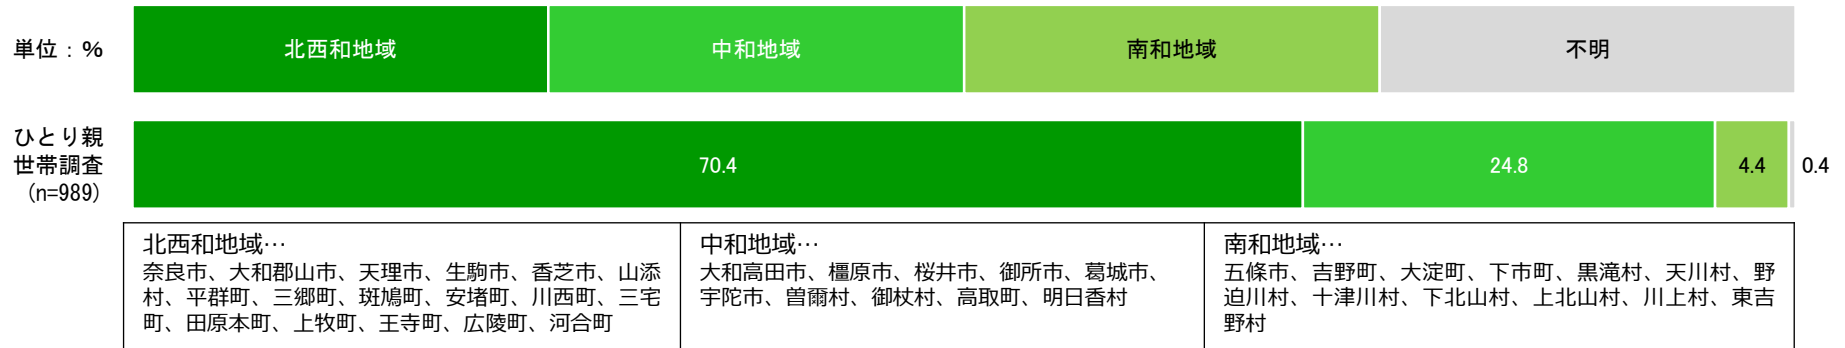 単位：％
北西和地域
中和地域
南和地域
不明
ひとり親
世帯調査
(n=989)
70.4
24.8
4.4
0.4
北西和地域…
奈良市、大和郡山市、天理市、生駒市、香芝市、山添
村、平群町、三郷町、斑鳩町、安堵町、川西町、三宅
町、田原本町、上牧町、王寺町、広陵町、河合町
中和地域…
大和高田市、橿原市、桜井市、御所市、葛城市、
宇陀市、曽爾村、御杖村、高取町、明日香村
南和地域…
五條市、吉野町、大淀町、下市町、黒滝村、天川村、野
迫川村、十津川村、下北山村、上北山村、川上村、東吉
野村